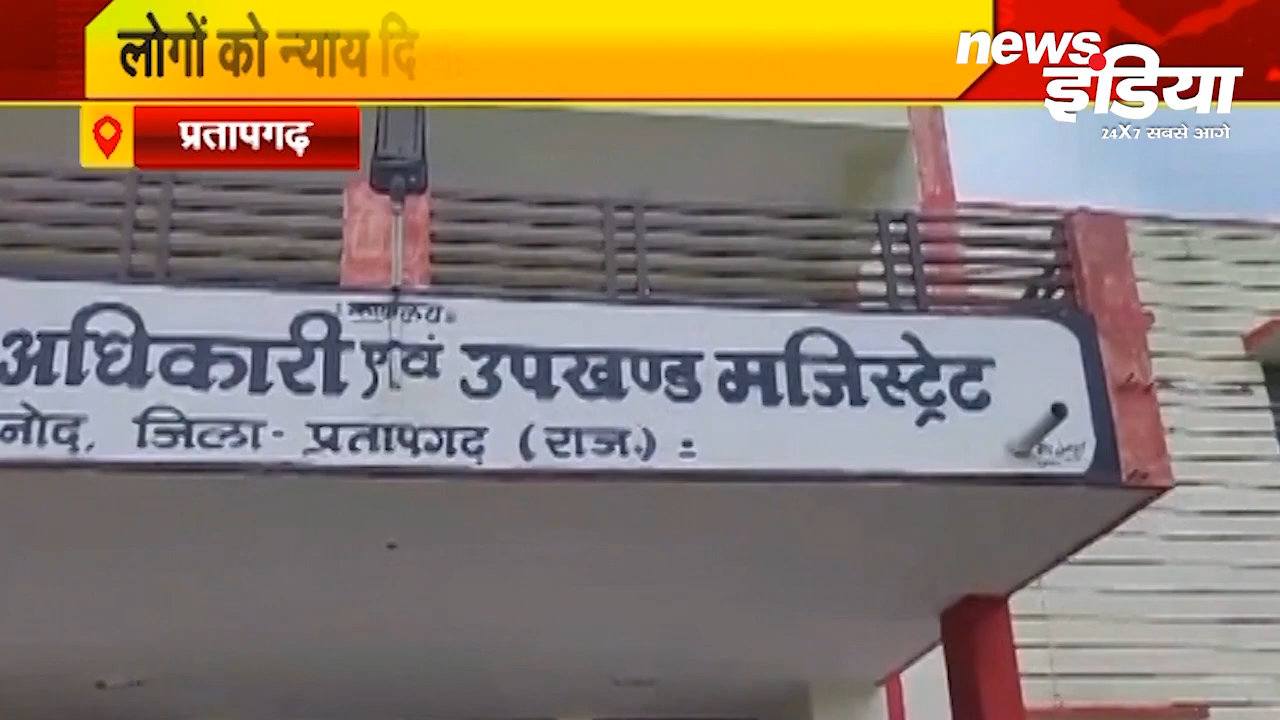 लोगों को न्याय दि
news
इंडिया
24X7 सबसे आगे
प्रतापगढ़
कार्यालय
अधिकारी एवं उपखण्ड मजिस्ट्रेट
नोद, जिला- प्रतापगढ़ (राज.) :